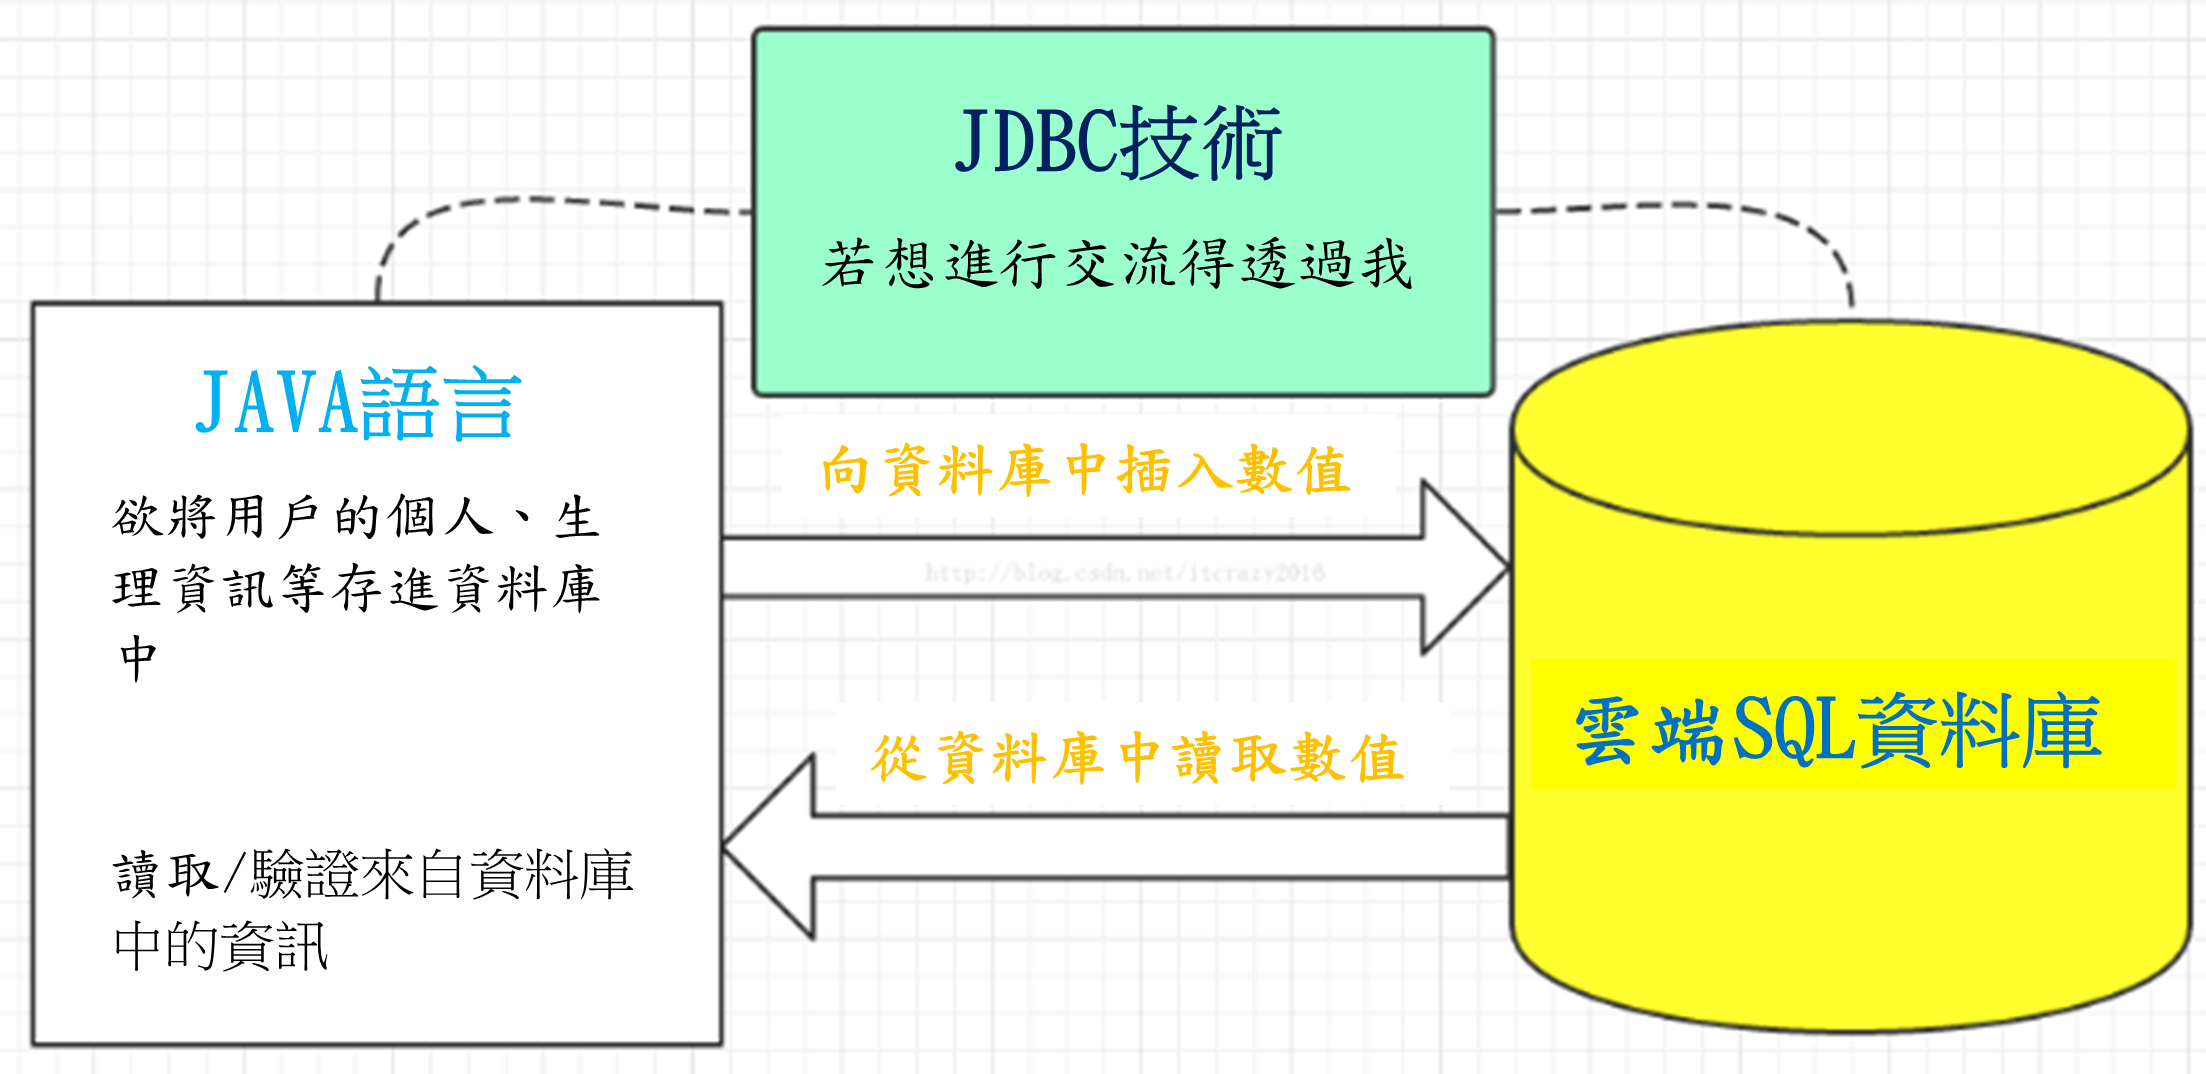 JDBC技術
若想進行交流得透過我
JAVA語言
欲將用戶的個人、生
理資訊等存進資料庫
中
向資料庫中插入數值
http://blog.csdn.net/itcrazy2016
從資料庫中讀取數值
雲端SQL資料庫
讀取/驗證來自資料庫
中的資訊